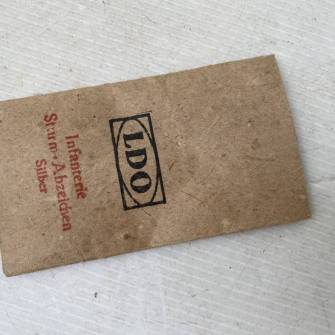 LDO
Infanterie
Sturm-Abzeichen
Silber